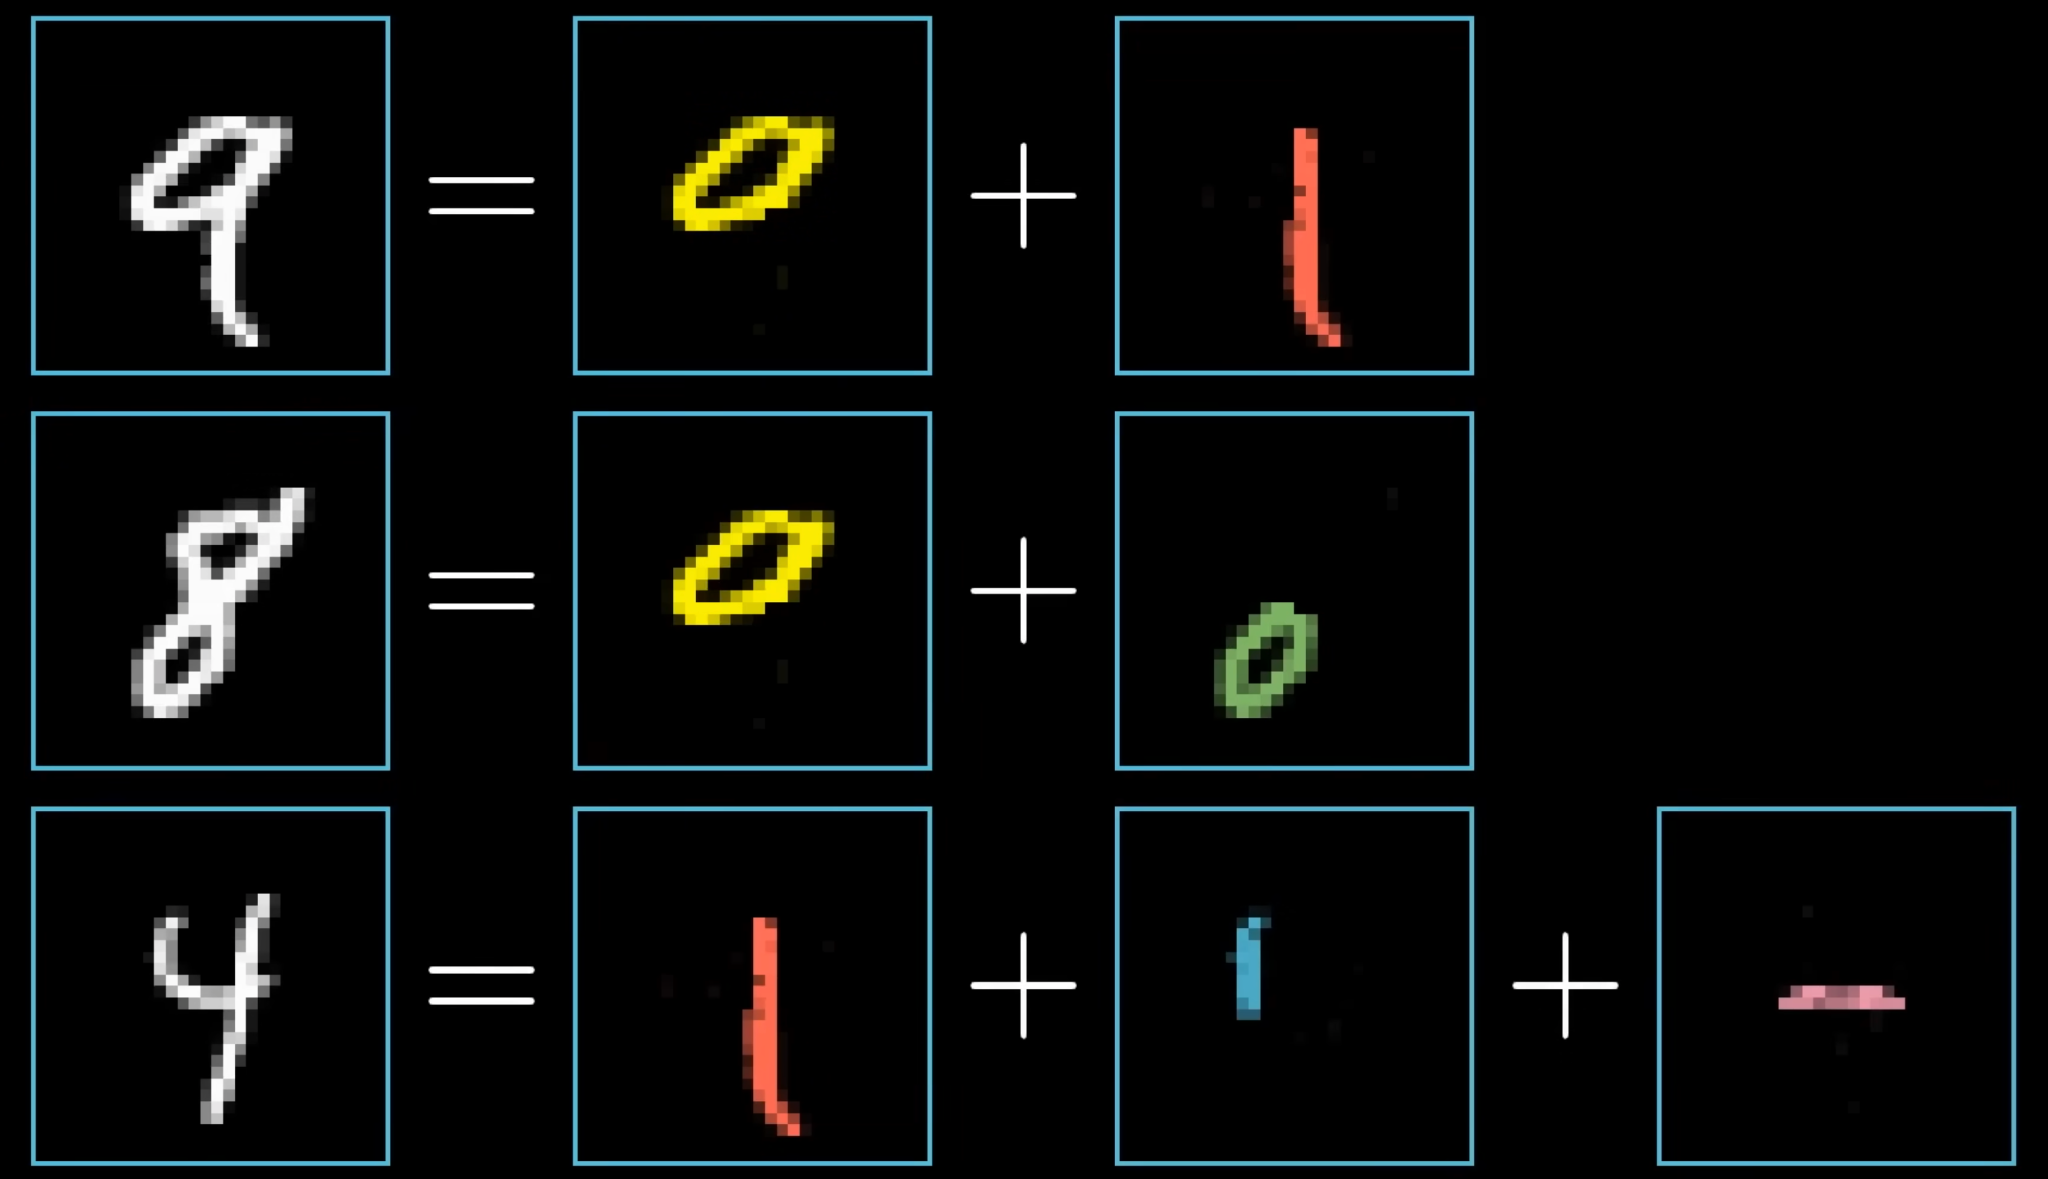 9 = +
8 = +
4 = + +